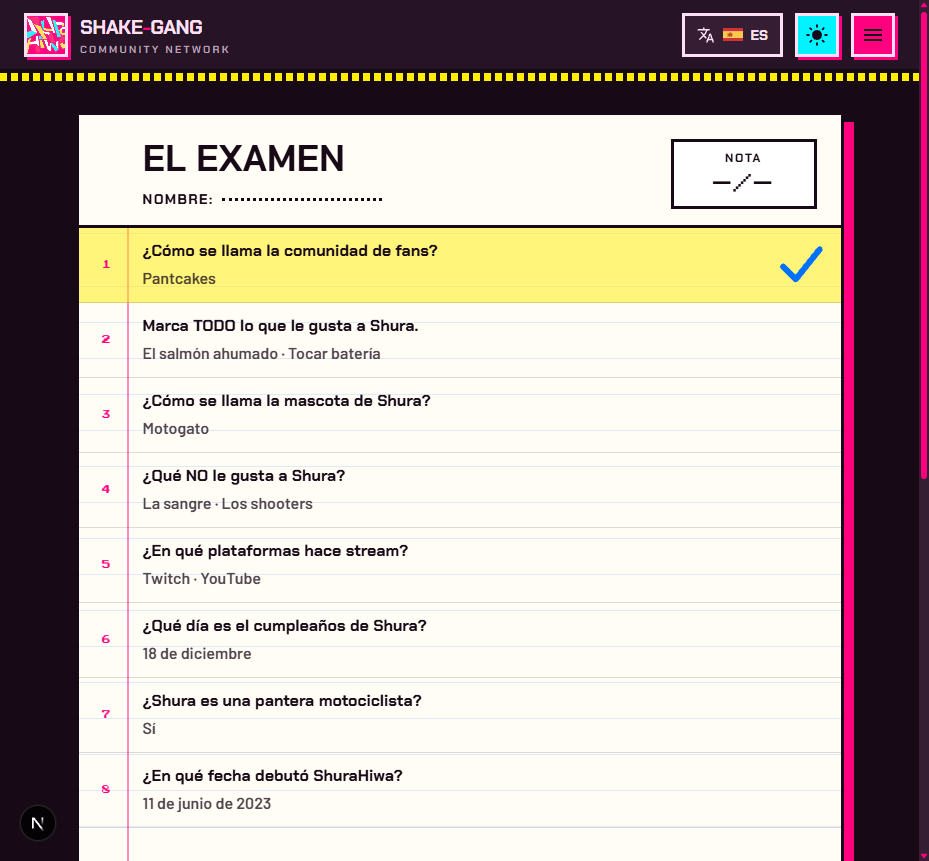 SHAKE-GANG
COMMUNITY NETWORK
ES
EL EXAMEN
NOMBRE:
NOTA
—/—
1
¿Cómo se llama la comunidad de fans?
Pantcakes
2
Marca TODO lo que le gusta a Shura.
El salmón ahumado · Tocar batería
3
¿Cómo se llama la mascota de Shura?
Motogato
4
¿Qué NO le gusta a Shura?
La sangre · Los shooters
5
¿En qué plataformas hace stream?
Twitch · YouTube
6
¿Qué día es el cumpleaños de Shura?
18 de diciembre
7
¿Shura es una pantera motociclista?
Sí
8
¿En qué fecha debutó ShuraHiwa?
11 de junio de 2023
N